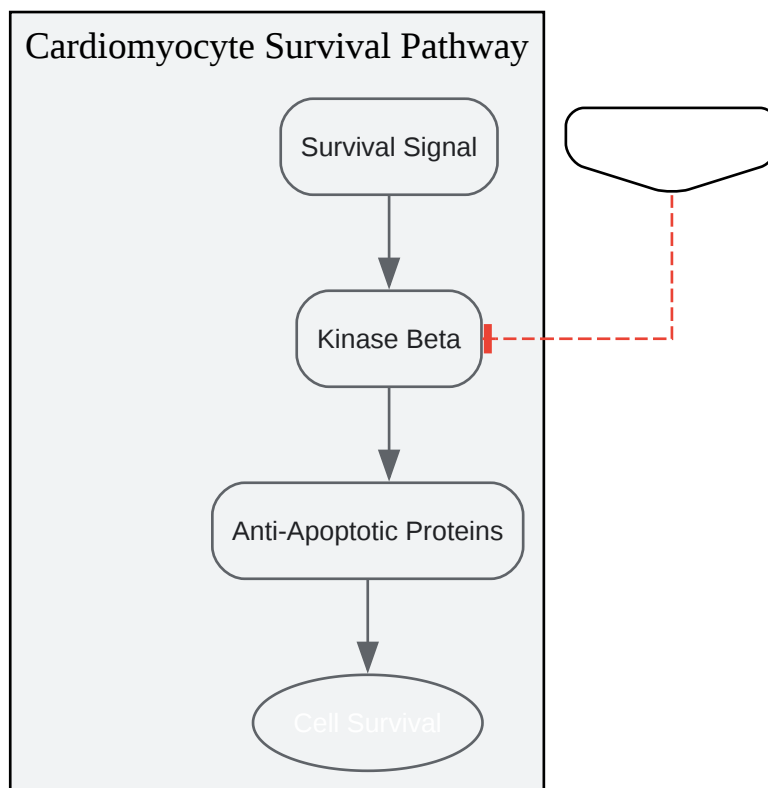 Cardiomyocyte Survival Pathway
Survival Signal
Kinase Beta
Anti-Apoptotic Proteins
Cell Survival